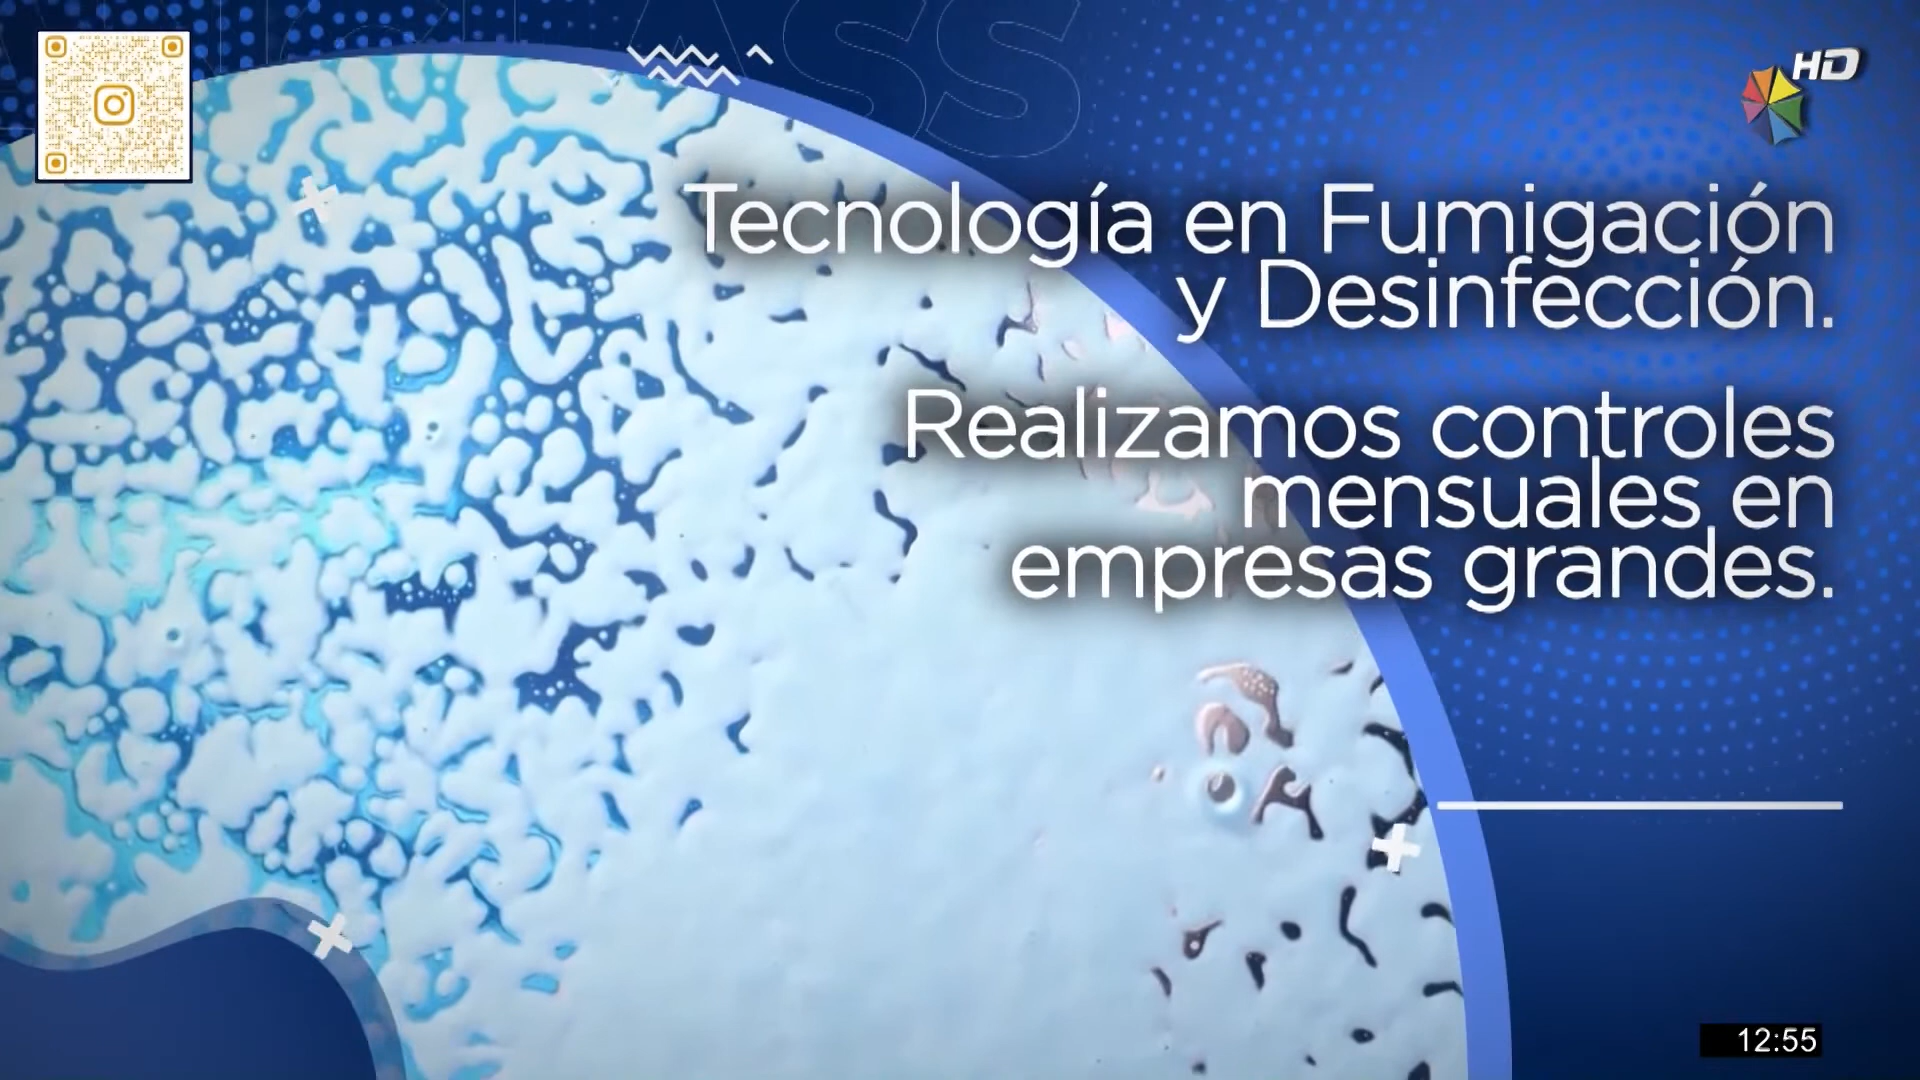 HD
Tecnología en Fumigación
y Desinfección.
Realizamos controles
mensuales en
empresas grandes.
12:55